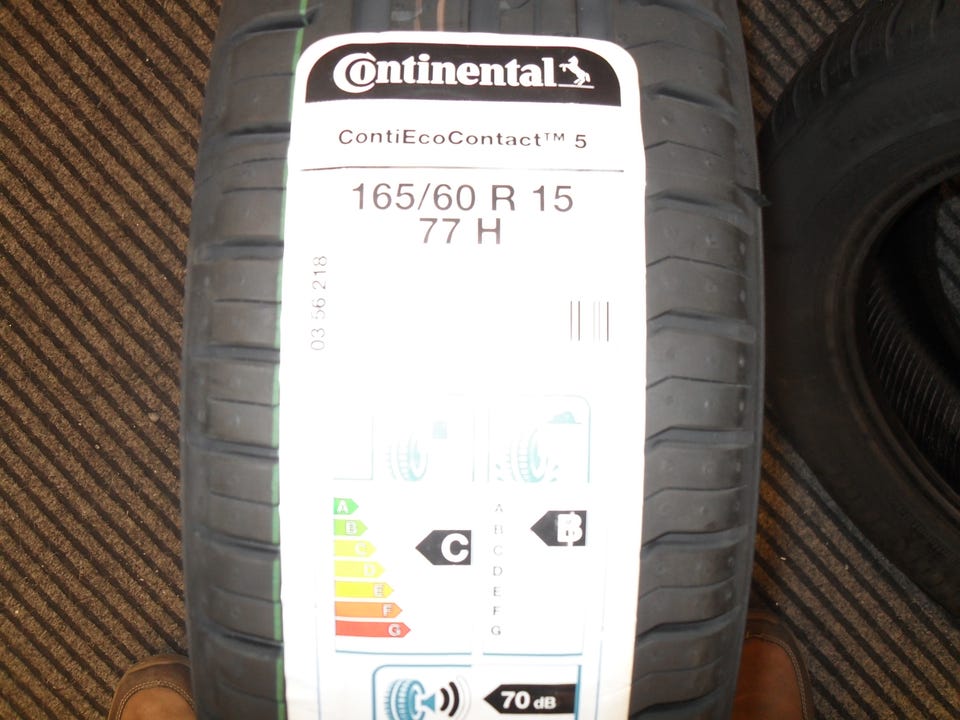 Continental
ContiEcoContact™ 5
165/60 R 15
77 H
03 56 218
A
B
C
D
E
F
G
C
A
B
C
D
E
F
G
B
70 dB